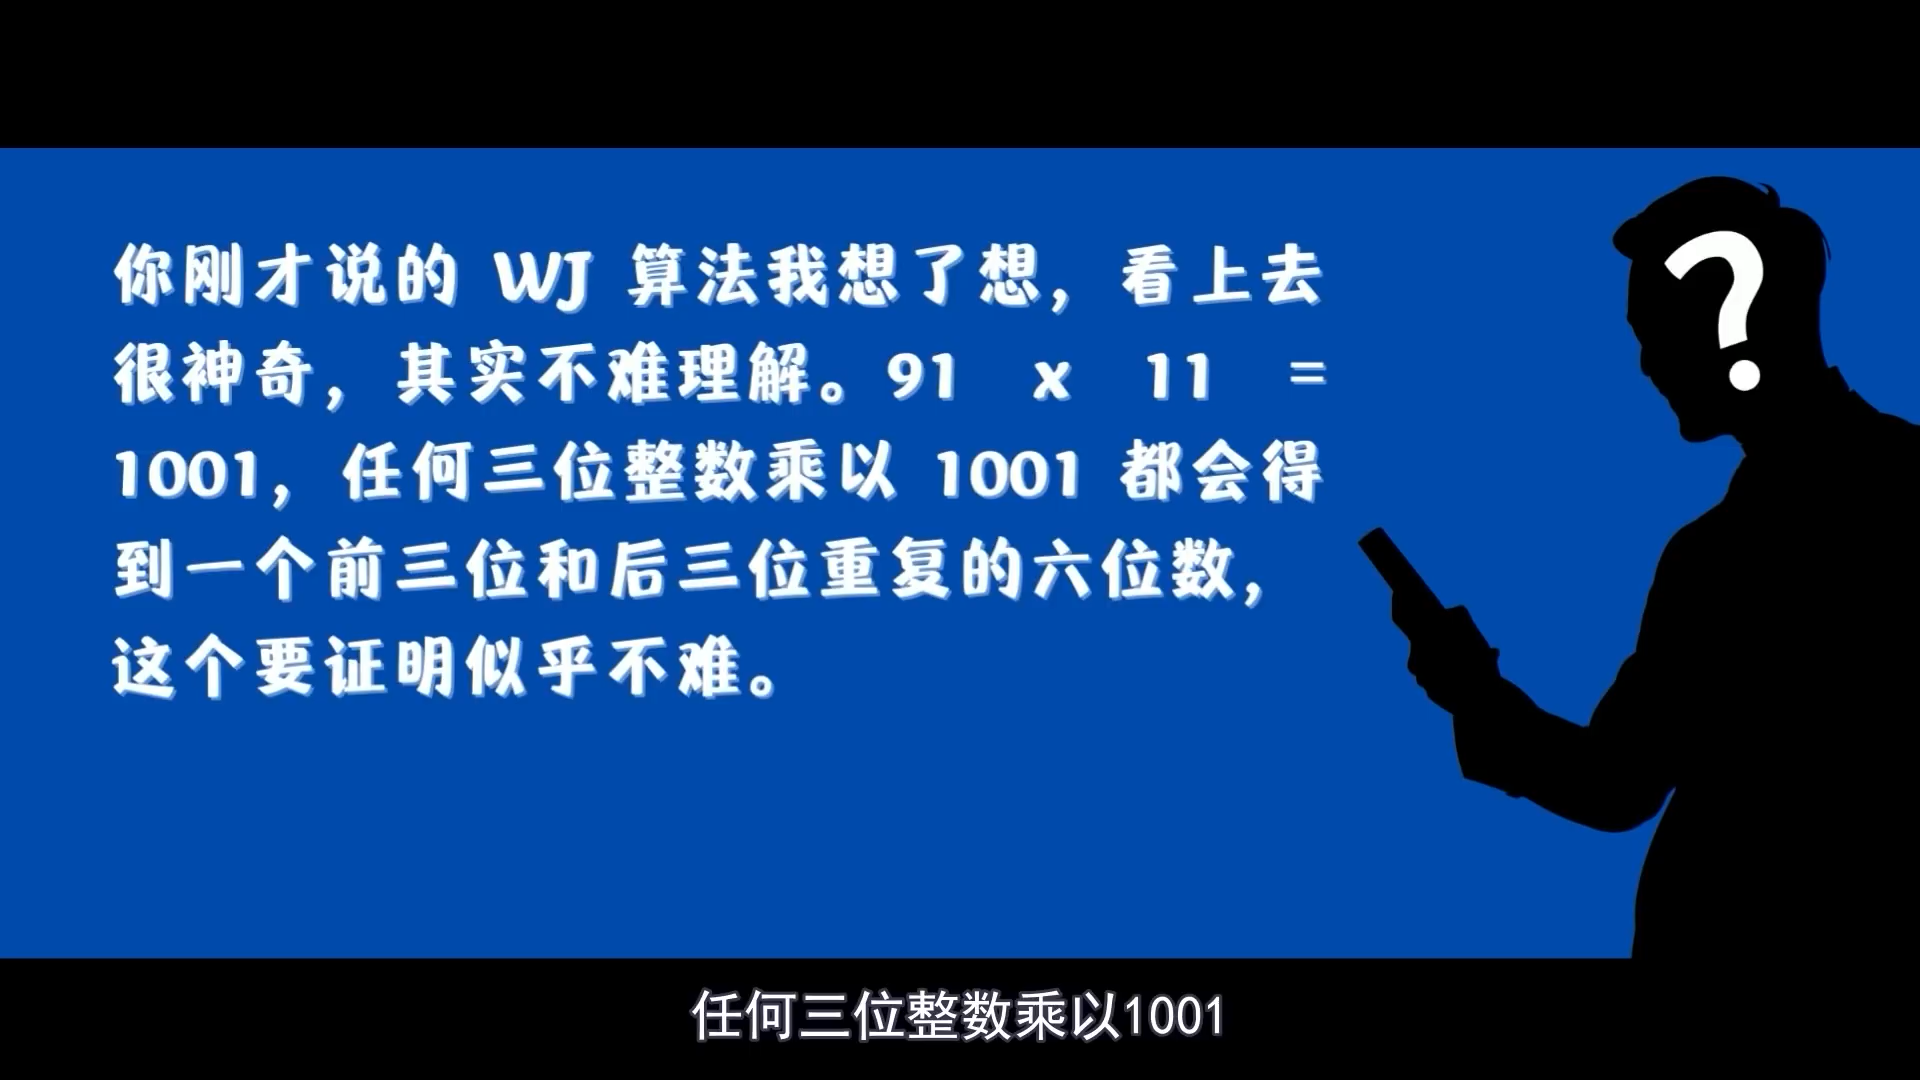 你刚才说的 WJ 算法我想了想，看上去
很神奇，其实不难理解。91 x 11 =
1001，任何三位整数乘以 1001 都会得
到一个前三位和后三位重复的六位数，
这个要证明似乎不难。
?
任何三位整数乘以1001